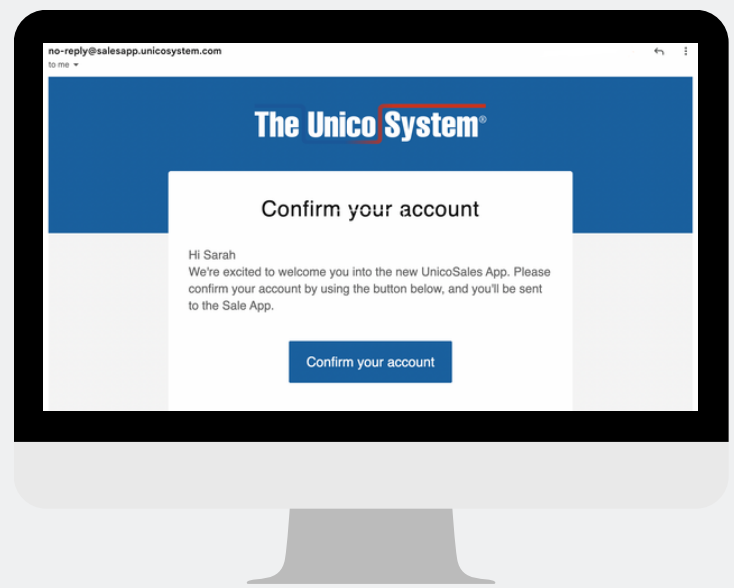 no-reply@salesapp.unicosystem.com
to me
The Unico System®
Confirm your account
Hi Sarah
We're excited to welcome you into the new UnicoSales App. Please
confirm your account by using the button below, and you'll be sent
to the Sale App.
Confirm your account